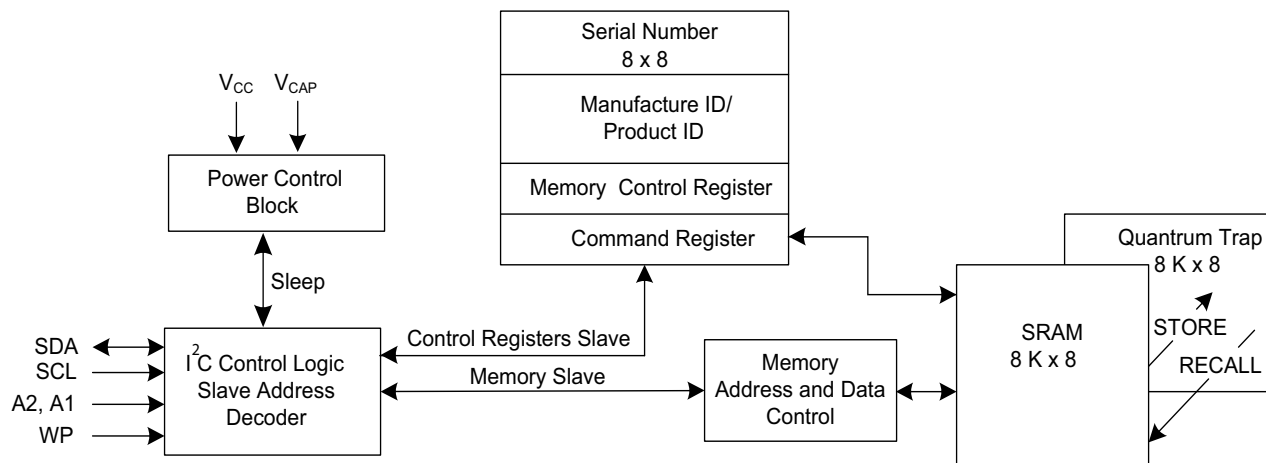 Serial Number
8 x 8
Manufacture ID/
Product ID
Memory Control Register
Command Register
VCC VCAP
Power Control
Block
Sleep
Quantrum Trap
8 K x 8
SRAM
8 K x 8
STORE
RECALL
SDA
SCL
A2, A1
WP
I2C Control Logic
Slave Address
Decoder
Control Registers Slave
Memory Slave
Memory
Address and Data
Control